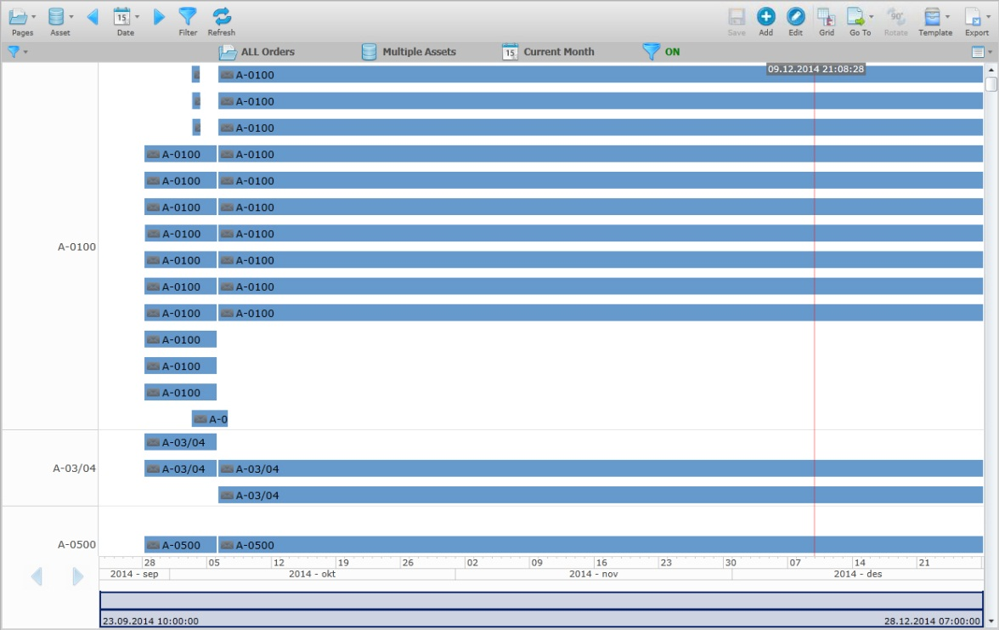 Pages Asset Date Filter Refresh Save Add Edit Grid Go To Rotate Template Export
15
90°
ALL Orders Multiple Assets 15 Current Month ON
09.12.2014 21:08:28
A-0100
A-0100
A-0100
A-0100 A-0100
A-0100 A-0100
A-0100 A-0100
A-0100 A-0100
A-0100
A-0100 A-0100
A-0100 A-0100
A-0100 A-0100
A-0100
A-0100
A-0100
A-0
A-03/04
A-03/04
A-03/04 A-03/04
A-03/04
A-0500
A-0500 A-0500
28 05 12 19 26 02 09 16 23 30 07 14 21
2014 - sep 2014 - okt 2014 - nov 2014 - des
23.09.2014 10:00:00 28.12.2014 07:00:00